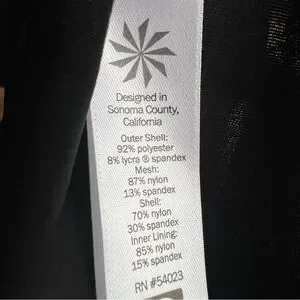 Designed in
Sonoma County,
California
Outer Shell:
92% polyester
8% lycra ® spandex
Mesh:
87% nylon
13% spandex
Shell:
70% nylon
30% spandex
Inner Lining:
85% nylon
15% spandex
RN #54023